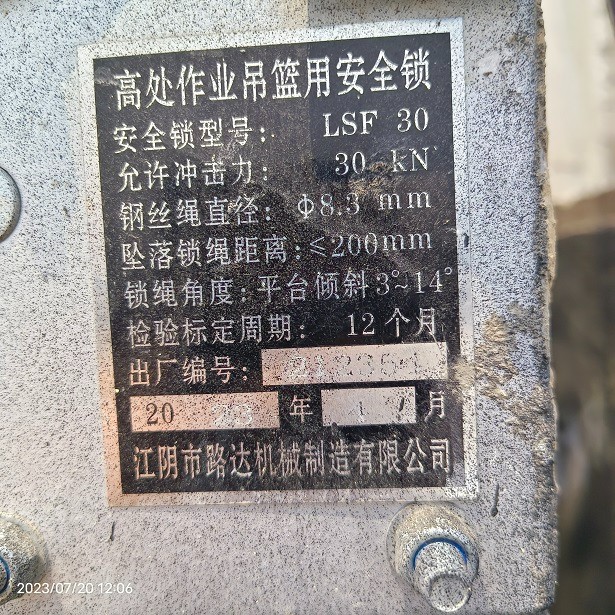 高处作业吊篮用安全锁
安全锁型号: LSF 30
允许冲击力: 30 kN
钢丝绳直径: Φ8.3 mm
坠落锁绳距离: ≤200mm
锁绳角度: 平台倾斜3°~14°
检验标定周期: 12个月
出厂编号:
20 年 月
江阴市路达机械制造有限公司
2023/07/20 12:06